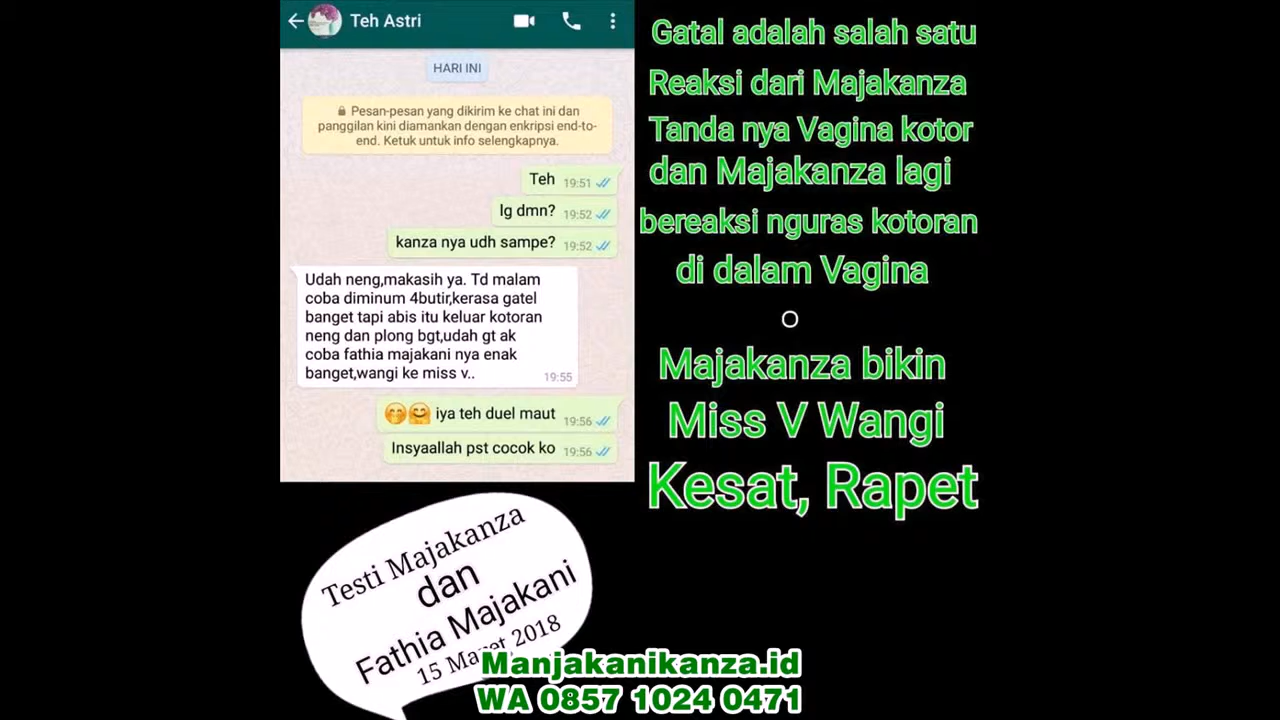 Teh Astri
HARI INI
Pesan-pesan yang dikirim ke chat ini dan
panggilan kini diamankan dengan enkripsi end-to-
end. Ketuk untuk info selengkapnya.
Teh 19:51
lg dmn? 19:52
kanza nya udh sampe? 19:52
Udah neng,makasih ya. Td malam
coba diminum 4butir,kerasa gatel
banget tapi abis itu keluar kotoran
neng dan plong bgt,udah gt ak
coba fathia majakani nya enak
banget,wangi ke miss v..
19:55
🤭🤗 iya teh duel maut 19:56
Insyaallah pst cocok ko 19:56
Gatal adalah salah satu
Reaksi dari Majakanza
Tanda nya Vagina kotor
dan Majakanza lagi
bereaksi nguras kotoran
di dalam Vagina
O
Majakanza bikin
Miss V Wangi
Kesat, Rapet
Testi Majakanza
dan
Fathia Majakani
15 Maret 2018
Manjakanikanza.id
WA 0857 1024 0471